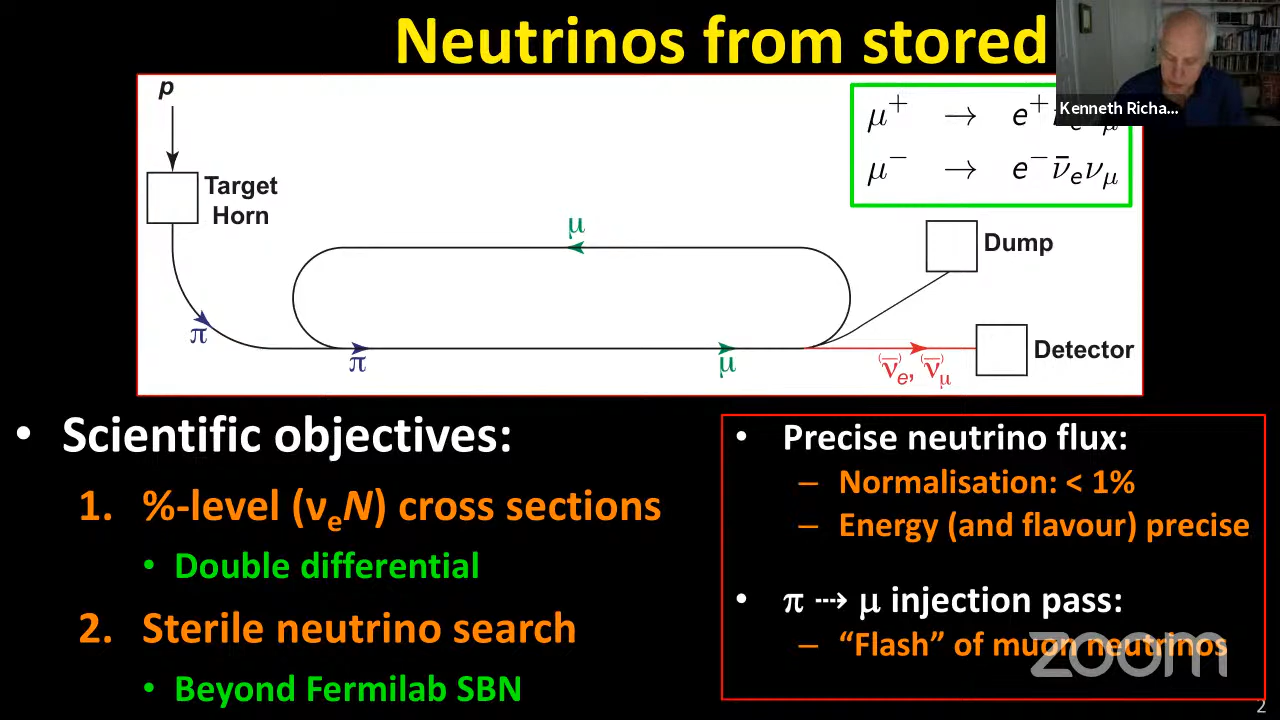 Neutrinos from stored
Kenneth Richa...
p
μ⁺ → e⁺
μ⁻ → e⁻ ν̄ₑ νμ
Target
Horn
μ
Dump
π
π
μ
(ν̄)ₑ, (ν̄)μ
Detector
• Scientific objectives:
1. %-level (νₑN) cross sections
• Double differential
2. Sterile neutrino search
• Beyond Fermilab SBN
• Precise neutrino flux:
– Normalisation: < 1%
– Energy (and flavour) precise
• π ⇢ μ injection pass:
– “Flash” of muon neutrinos
zoom
2